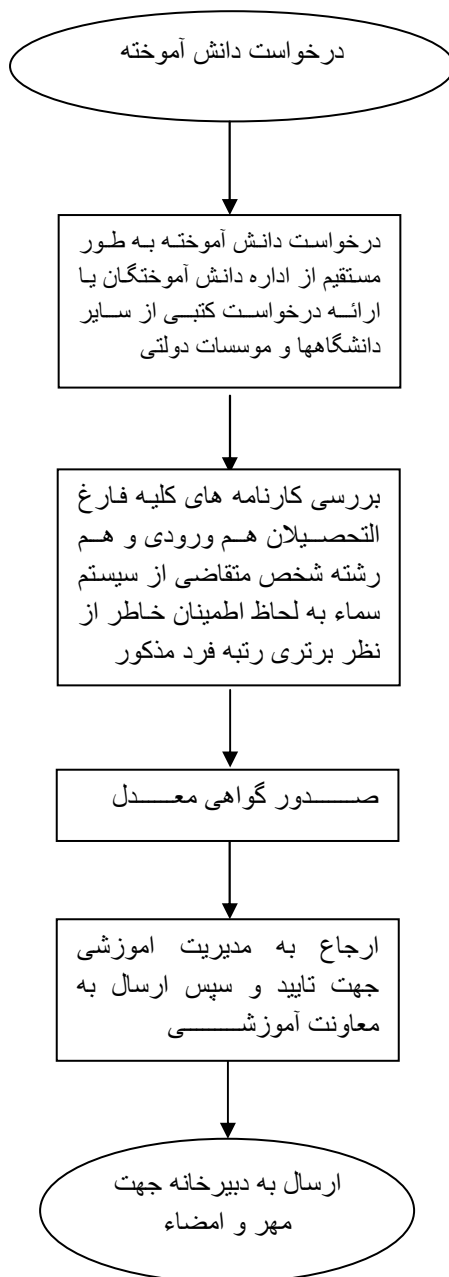 درخواست دانش آموخته
درخواست دانش آموخته به طور
مستقیم از اداره دانش آموختگان یا
ارائه درخواست کتبی از سایر
دانشگاهها و موسسات دولتی
بررسی کارنامه های کلیه فارغ
التحصیلان هم ورودی و هم
رشته شخص متقاضی از سیستم
سماء به لحاظ اطمینان خاطر از
نظر برتری رتبه فرد مذکور
صدور گواهی معدل
ارجاع به مدیریت اموزشی
جهت تایید و سپس ارسال به
معاونت آموزشی
ارسال به دبیرخانه جهت
مهر و امضاء